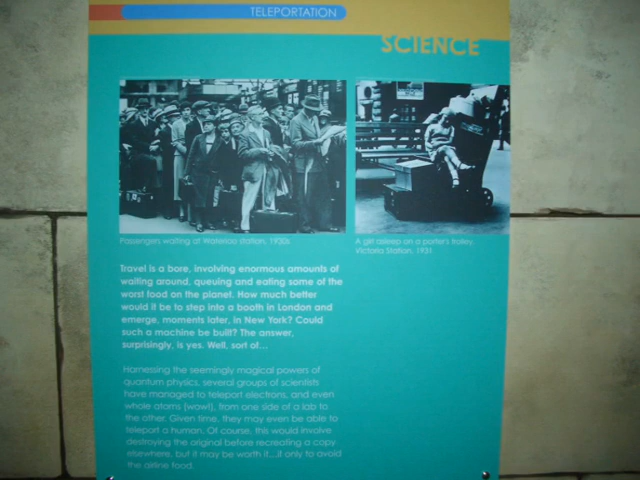 TELEPORTATION
SCIENCE
Passengers waiting at Waterloo station, 1930s
A girl asleep on a porter's trolley,
Victoria Station, 1931
Travel is a bore, involving enormous amounts of
waiting around, queuing and eating some of the
worst food on the planet. How much better
would it be to step into a booth in London and
emerge, moments later, in New York? Could
such a machine be built? The answer,
surprisingly, is yes. Well, sort of...
Harnessing the seemingly magical powers of
quantum physics, several groups of scientists
have managed to teleport electrons, and even
whole atoms (wow!), from one side of a lab to
the other. Given time, they may even be able to
teleport a human. Of course, this would involve
destroying the original before recreating a copy
elsewhere, but it may be worth it...if only to avoid
the airline food.